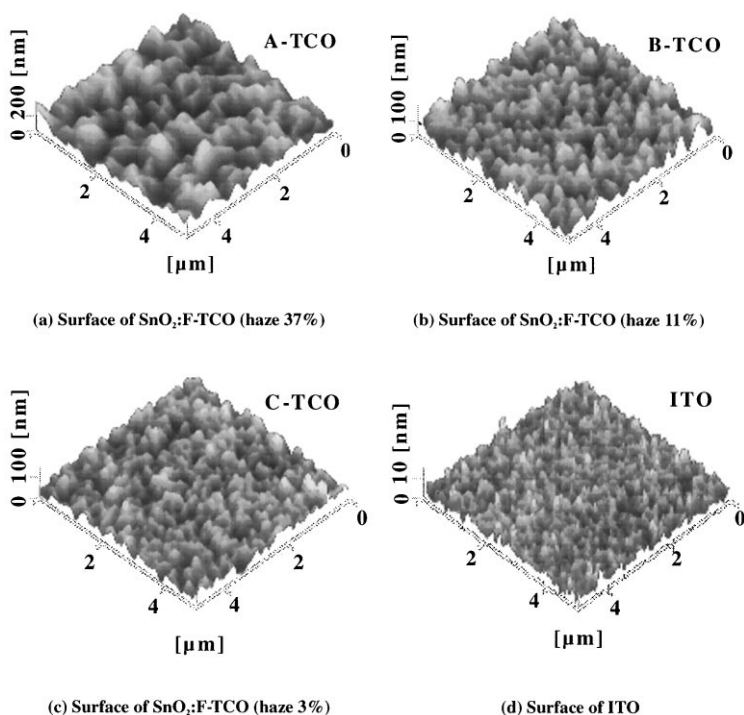 A-TCO
0 200 [nm]
2
4
[µm]
4
2
0
(a) Surface of SnO₂:F-TCO (haze 37%)
B-TCO
0 100 [nm]
2
4
[µm]
4
2
0
(b) Surface of SnO₂:F-TCO (haze 11%)
C-TCO
0 100 [nm]
2
4
[µm]
4
2
0
(c) Surface of SnO₂:F-TCO (haze 3%)
ITO
0 10 [nm]
2
4
[µm]
4
2
0
(d) Surface of ITO